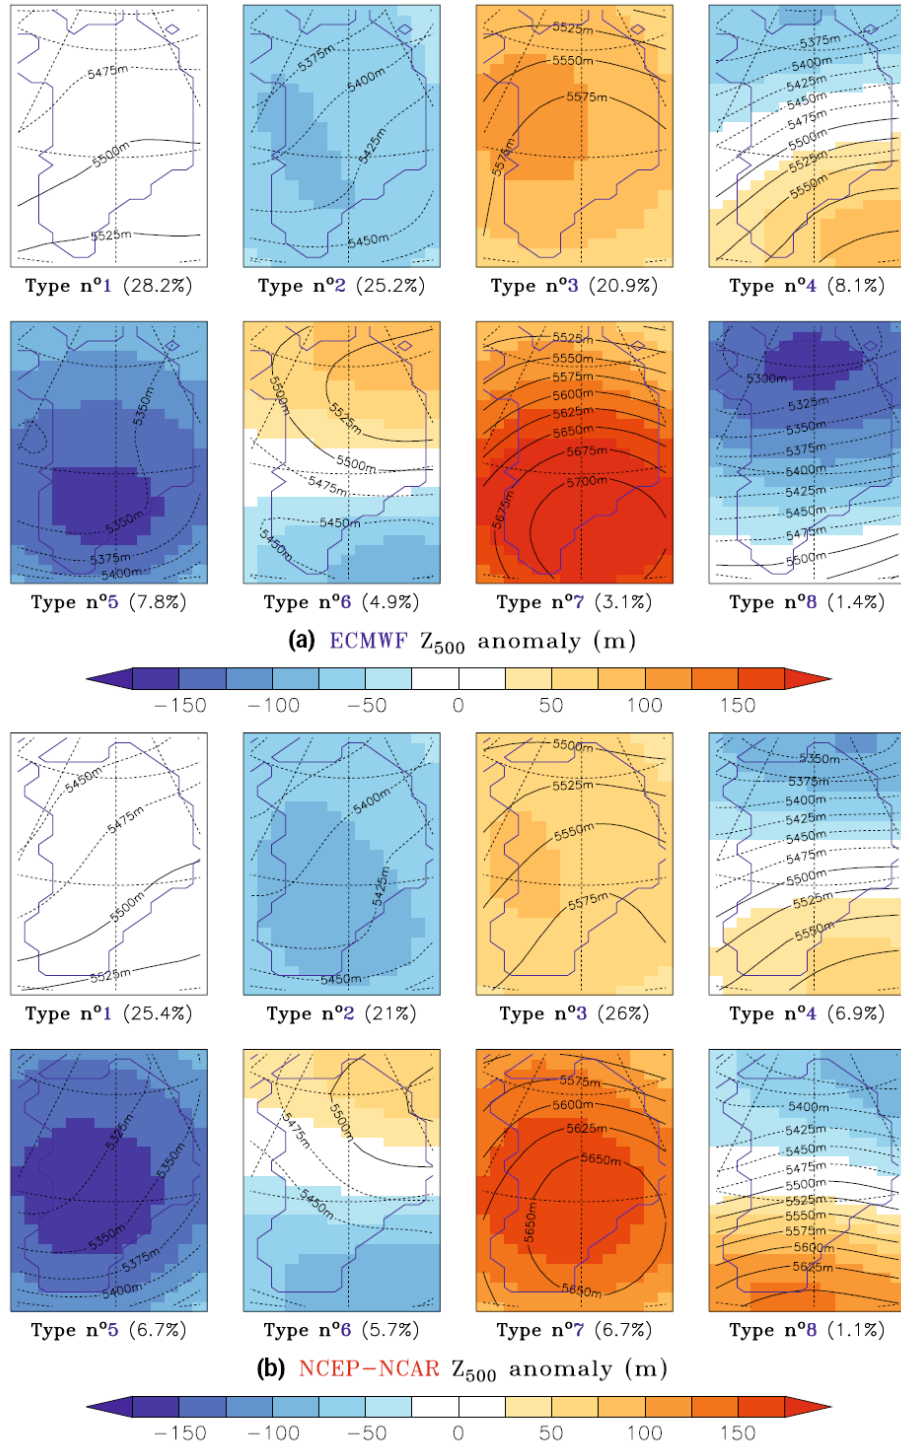 5475m 5500m 5525m
5375m 5400m 5425m 5450m
5525m 5550m 5575m 5575m
5375m 5400m 5425m 5450m 5475m 5500m 5525m 5550m
Type nº1 (28.2%) Type nº2 (25.2%) Type nº3 (20.9%) Type nº4 (8.1%)
5350m 5350m 5375m 5400m
5500m 5525m 5500m 5475m 5450m 5450m
5525m 5550m 5575m 5600m 5625m 5650m 5675m 5700m 5675m
5300m 5325m 5350m 5375m 5400m 5425m 5450m 5475m 5500m
Type nº5 (7.8%) Type nº6 (4.9%) Type nº7 (3.1%) Type nº8 (1.4%)
(a) ECMWF Z500 anomaly (m)
−150 −100 −50 0 50 100 150
5450m 5475m 5500m 5525m
5400m 5425m 5450m
5500m 5525m 5550m 5575m
5350m 5375m 5400m 5425m 5450m 5475m 5500m 5525m 5550m
Type nº1 (25.4%) Type nº2 (21%) Type nº3 (26%) Type nº4 (6.9%)
5325m 5350m 5350m 5375m 5400m
5500m 5475m 5450m
5575m 5600m 5625m 5650m 5650m 5650m
5400m 5425m 5450m 5475m 5500m 5525m 5550m 5575m 5600m 5625m
Type nº5 (6.7%) Type nº6 (5.7%) Type nº7 (6.7%) Type nº8 (1.1%)
(b) NCEP−NCAR Z500 anomaly (m)
−150 −100 −50 0 50 100 150